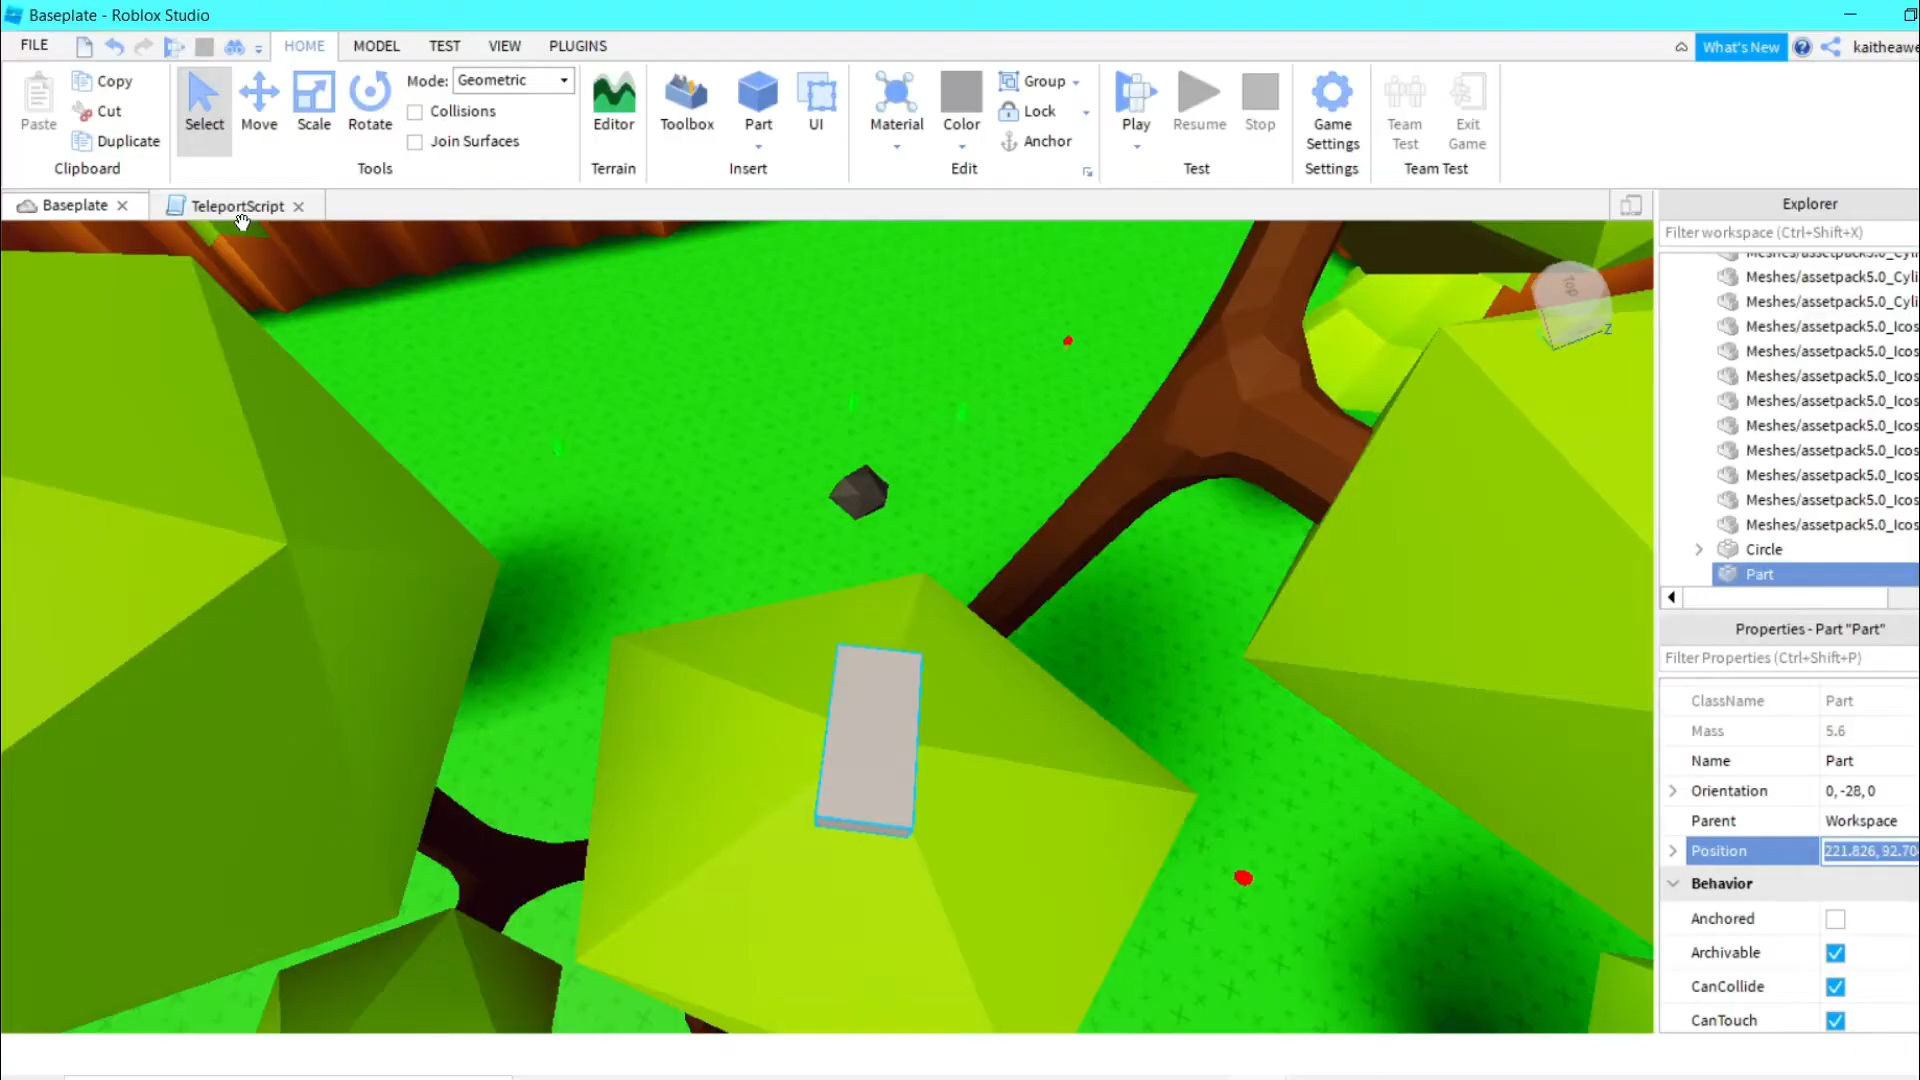 Baseplate - Roblox Studio
FILE
HOME
MODEL
TEST
VIEW
PLUGINS
What's New
kaitheawe
Paste
Copy
Cut
Duplicate
Clipboard
Select
Move
Scale
Rotate
Mode: Geometric
Collisions
Join Surfaces
Tools
Editor
Terrain
Toolbox
Part
UI
Insert
Material
Color
Group
Lock
Anchor
Edit
Play
Resume
Stop
Test
Game
Settings
Settings
Team
Test
Exit
Game
Team Test
Baseplate
TeleportScript
Top
Z
Explorer
Filter workspace (Ctrl+Shift+X)
Meshes/assetpack5.0_Cyli
Meshes/assetpack5.0_Cyli
Meshes/assetpack5.0_Cyli
Meshes/assetpack5.0_Icos
Meshes/assetpack5.0_Icos
Meshes/assetpack5.0_Icos
Meshes/assetpack5.0_Icos
Meshes/assetpack5.0_Icos
Meshes/assetpack5.0_Icos
Meshes/assetpack5.0_Icos
Meshes/assetpack5.0_Icos
Meshes/assetpack5.0_Icos
Circle
Part
Properties - Part "Part"
Filter Properties (Ctrl+Shift+P)
ClassName Part
Mass 5.6
Name Part
Orientation 0, -28, 0
Parent Workspace
Position 221.826, 92.70
Behavior
Anchored
Archivable
CanCollide
CanTouch